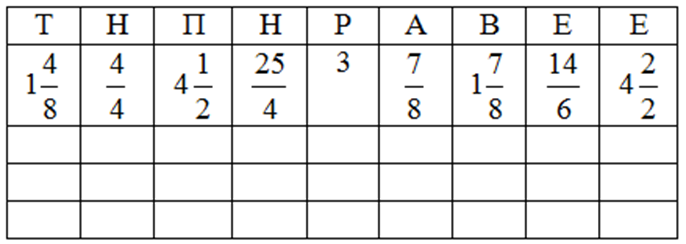 Т Н П Н Р А В Е Е
1 4/8 4/4 4 1/2 25/4 3 7/8 1 7/8 14/6 4 2/2